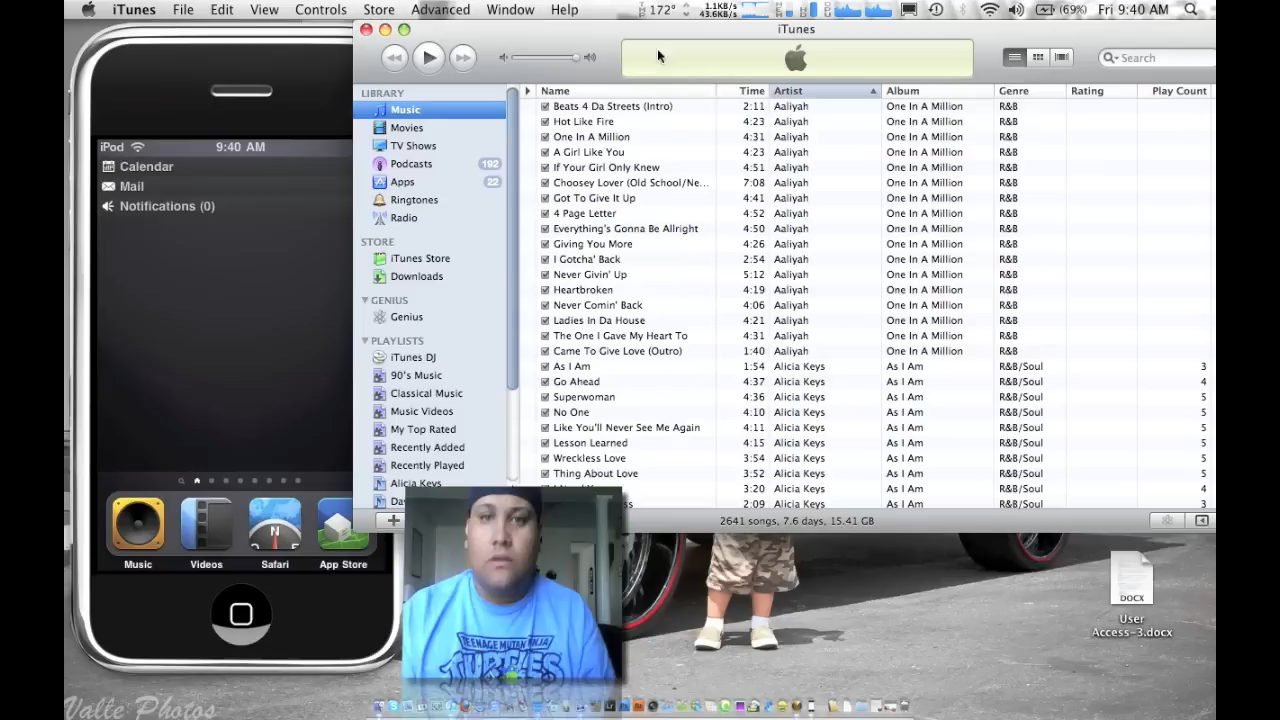 iTunes File Edit View Controls Store Advanced Window Help 172° 1.1KB/s 43.6KB/s (69%) Fri 9:40 AM
iPod 9:40 AM
Calendar
Mail
Notifications (0)
Music Videos Safari App Store
iTunes
Search
LIBRARY
Music
Movies
TV Shows
Podcasts 192
Apps 22
Ringtones
Radio
STORE
iTunes Store
Downloads
GENIUS
Genius
PLAYLISTS
iTunes DJ
90's Music
Classical Music
Music Videos
My Top Rated
Recently Added
Recently Played
Alicia Keys
Name Time Artist Album Genre Rating Play Count
Beats 4 Da Streets (Intro) 2:11 Aaliyah One In A Million R&B
Hot Like Fire 4:23 Aaliyah One In A Million R&B
One In A Million 4:31 Aaliyah One In A Million R&B
A Girl Like You 4:23 Aaliyah One In A Million R&B
If Your Girl Only Knew 4:51 Aaliyah One In A Million R&B
Choosey Lover (Old School/Ne... 7:08 Aaliyah One In A Million R&B
Got To Give It Up 4:41 Aaliyah One In A Million R&B
4 Page Letter 4:52 Aaliyah One In A Million R&B
Everything's Gonna Be Allright 4:50 Aaliyah One In A Million R&B
Giving You More 4:26 Aaliyah One In A Million R&B
I Gotcha' Back 2:54 Aaliyah One In A Million R&B
Never Givin' Up 5:12 Aaliyah One In A Million R&B
Heartbroken 4:19 Aaliyah One In A Million R&B
Never Comin' Back 4:06 Aaliyah One In A Million R&B
Ladies In Da House 4:21 Aaliyah One In A Million R&B
The One I Gave My Heart To 4:31 Aaliyah One In A Million R&B
Came To Give Love (Outro) 1:40 Aaliyah One In A Million R&B
As I Am 1:54 Alicia Keys As I Am R&B/Soul 3
Go Ahead 4:37 Alicia Keys As I Am R&B/Soul 4
Superwoman 4:36 Alicia Keys As I Am R&B/Soul 5
No One 4:10 Alicia Keys As I Am R&B/Soul 5
Like You'll Never See Me Again 4:11 Alicia Keys As I Am R&B/Soul 5
Lesson Learned 4:15 Alicia Keys As I Am R&B/Soul 5
Wreckless Love 3:54 Alicia Keys As I Am R&B/Soul 5
Thing About Love 3:52 Alicia Keys As I Am R&B/Soul 5
3:20 Alicia Keys As I Am R&B/Soul 4
2:09 Alicia Keys As I Am R&B/Soul 3
2641 songs, 7.6 days, 15.41 GB
TEENAGE MUTANT NINJA
TURTLES
DOCX
User
Access-3.docx
Valte Photos